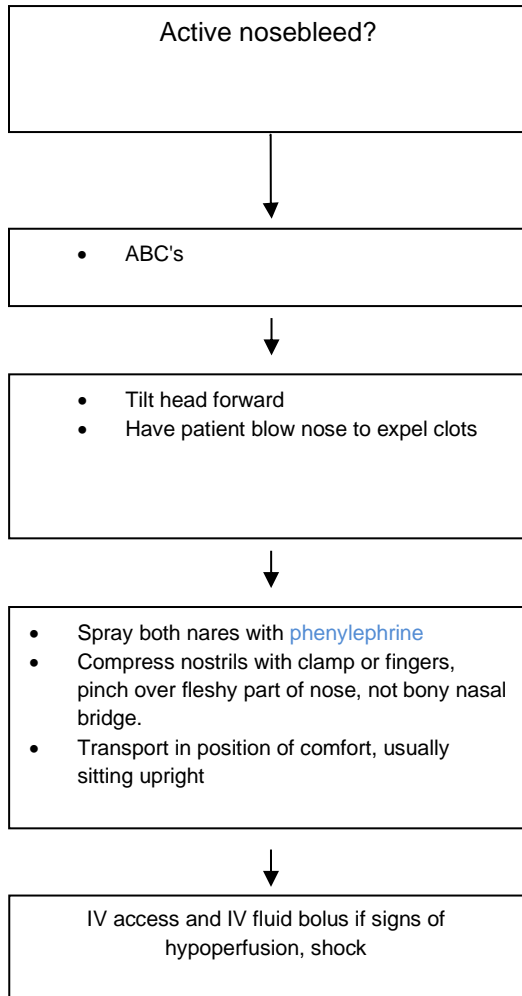 Active nosebleed?
• ABC's
• Tilt head forward
• Have patient blow nose to expel clots
• Spray both nares with phenylephrine
• Compress nostrils with clamp or fingers,
pinch over fleshy part of nose, not bony nasal
bridge.
• Transport in position of comfort, usually
sitting upright
IV access and IV fluid bolus if signs of
hypoperfusion, shock